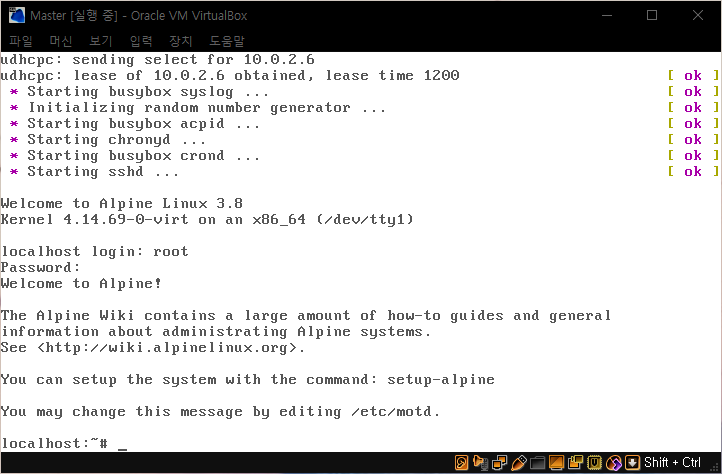 Master [실행 중] - Oracle VM VirtualBox
파일 머신 보기 입력 장치 도움말
udhcpc: sending select for 10.0.2.6
udhcpc: lease of 10.0.2.6 obtained, lease time 1200 [ ok ]
* Starting busybox syslog ... [ ok ]
* Initializing random number generator ... [ ok ]
* Starting busybox acpid ... [ ok ]
* Starting chronyd ... [ ok ]
* Starting busybox crond ... [ ok ]
* Starting sshd ... [ ok ]
Welcome to Alpine Linux 3.8
Kernel 4.14.69-0-virt on an x86_64 (/dev/tty1)
localhost login: root
Password:
Welcome to Alpine!
The Alpine Wiki contains a large amount of how-to guides and general
information about administrating Alpine systems.
See <http://wiki.alpinelinux.org>.
You can setup the system with the command: setup-alpine
You may change this message by editing /etc/motd.
localhost:~# _
Shift + Ctrl